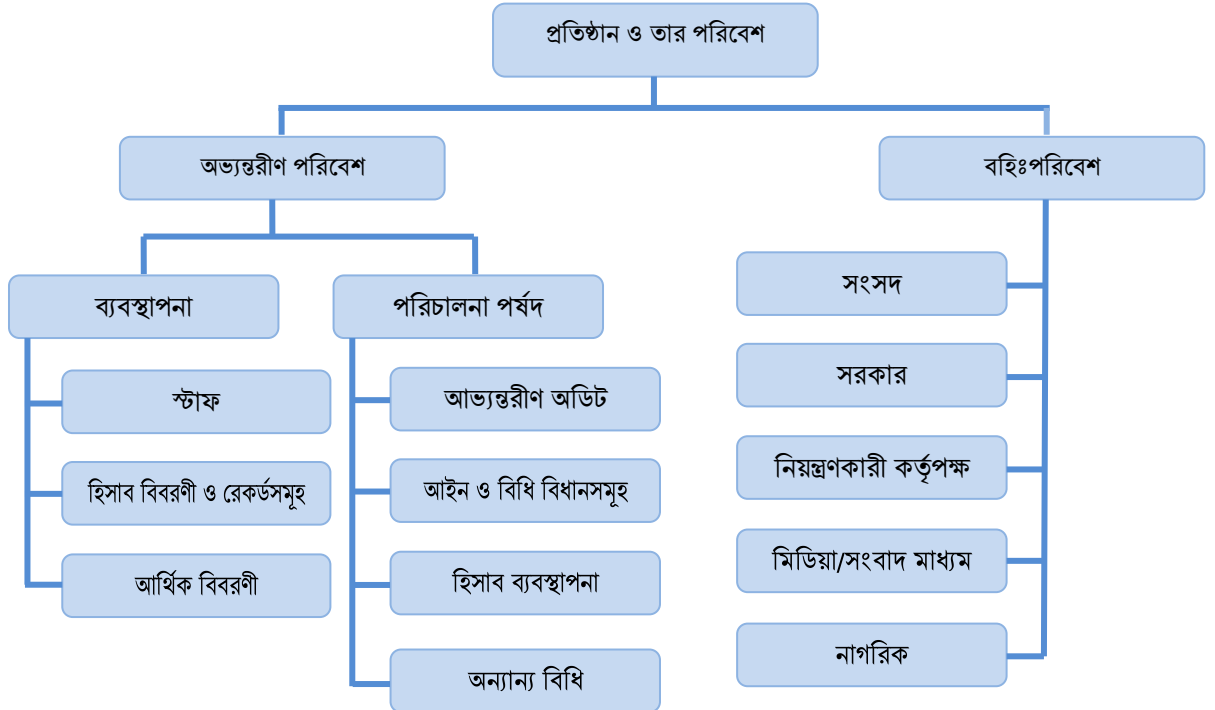 প্রতিষ্ঠান ও তার পরিবেশ
অভ্যন্তরীণ পরিবেশ
বহিঃপরিবেশ
ব্যবস্থাপনা
পরিচালনা পর্ষদ
স্টাফ
হিসাব বিবরণী ও রেকর্ডসমূহ
আর্থিক বিবরণী
আভ্যন্তরীণ অডিট
আইন ও বিধি বিধানসমূহ
হিসাব ব্যবস্থাপনা
অন্যান্য বিধি
সংসদ
সরকার
নিয়ন্ত্রণকারী কর্তৃপক্ষ
মিডিয়া/সংবাদ মাধ্যম
নাগরিক